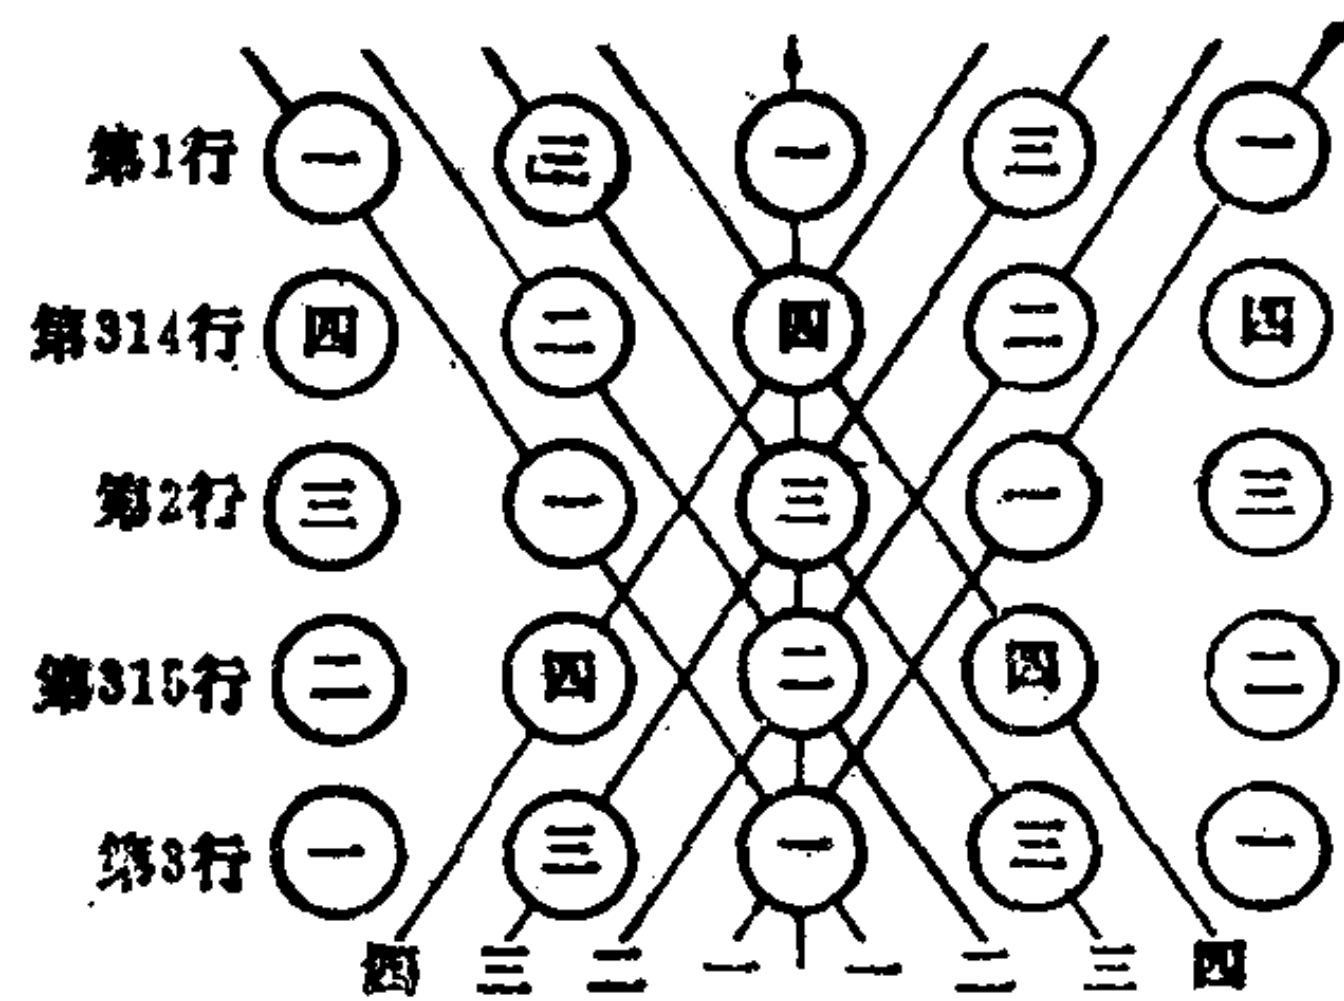 第1行 一 三 一 三 一
第314行 四 二 四 二 四
第2行 三 一 三 一 三
第315行 二 四 二 四 二
第3行 一 三 一 三 一
四 三 二 一 一 二 三 四